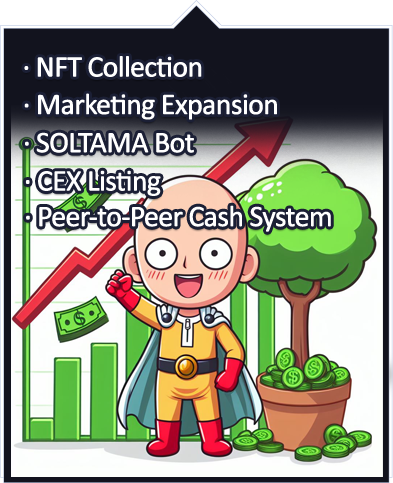 · NFT Collection
· Marketing Expansion
· SOLTAMA Bot
· CEX Listing
· Peer-to-Peer Cash System